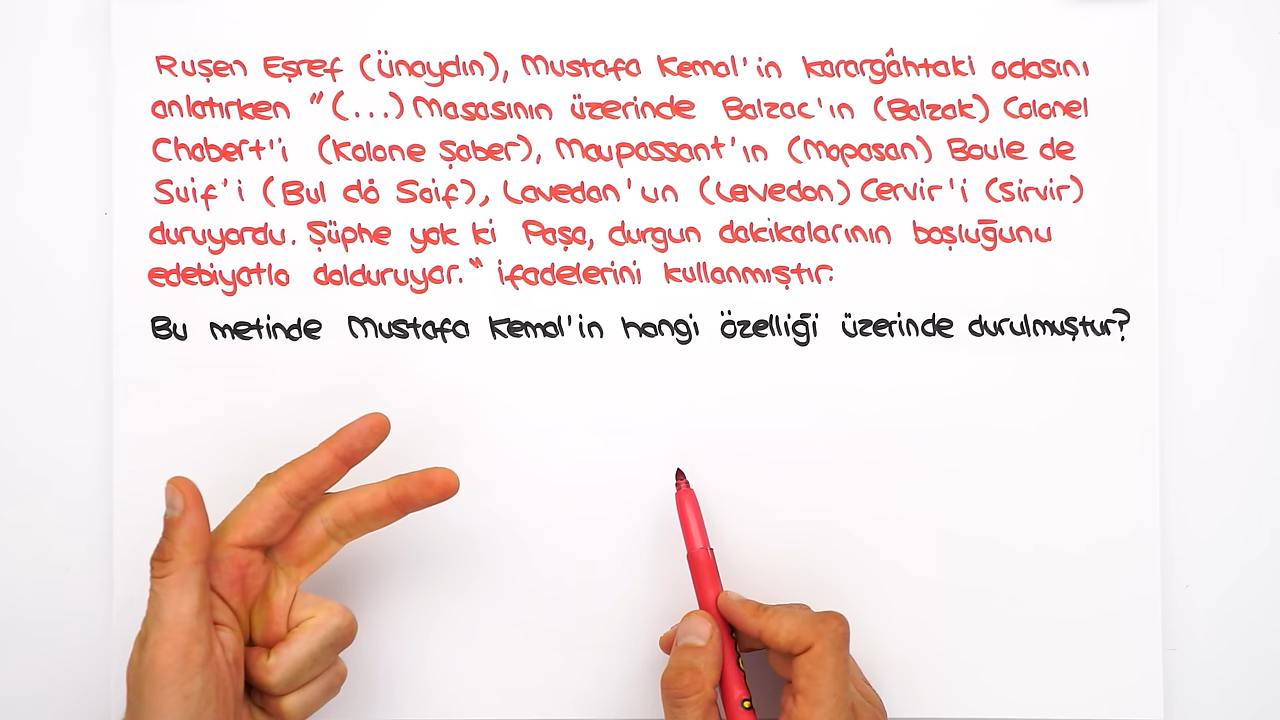 Ruşen Eşref (Ünaydın), Mustafa Kemal'in karargâhtaki odasını
anlatırken "(...) Masasının üzerinde Balzac'ın (Balzak) Colonel
Chabert'i (Kolone Şaber), Maupassant'ın (Mopasan) Boule de
Suif'i (Bul dö Suif), Lavedan'un (Lavedan) Cervir'i (Sirvir)
duruyordu. Şüphe yok ki Paşa, durgun dakikalarının boşluğunu
edebiyatla dolduruyor." ifadelerini kullanmıştır.
Bu metinde Mustafa Kemal'in hangi özelliği üzerinde durulmuştur?